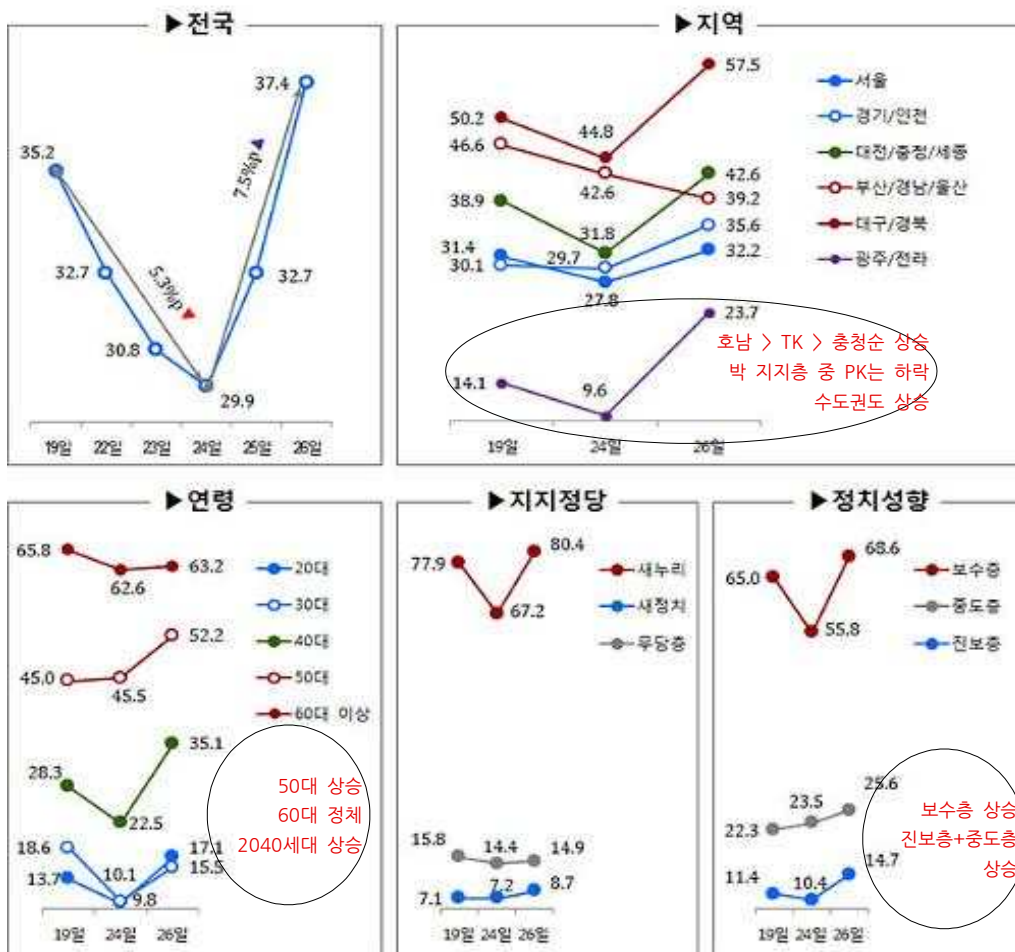 ▶전국
37.4
35.2
7.5%p▲
32.7
32.7
5.3%p▼
30.8
29.9
19일 22일 23일 24일 25일 26일
▶지역
57.5
50.2
46.6
44.8
42.6
42.6
39.2
38.9
35.6
31.8
31.4
30.1
29.7
32.2
27.8
23.7
14.1
9.6
서울
경기/인천
대전/충청/세종
부산/경남/울산
대구/경북
광주/전라
호남 > TK > 충청순 상승
박 지지층 중 PK는 하락
수도권도 상승
19일 24일 26일
▶연령
65.8
62.6
63.2
52.2
45.0
45.5
35.1
28.3
22.5
18.6
17.1
15.5
13.7
10.1
9.8
20대
30대
40대
50대
60대 이상
50대 상승
60대 정체
2040세대 상승
19일 24일 26일
▶지지정당
77.9
80.4
67.2
새누리
새정치
무당층
15.8
14.4
14.9
7.1
7.2
8.7
19일 24일 26일
▶정치성향
65.0
68.6
55.8
보수층
중도층
진보층
22.3
23.5
25.6
11.4
10.4
14.7
보수층 상승
진보층+중도층
상승
19일 24일 26일